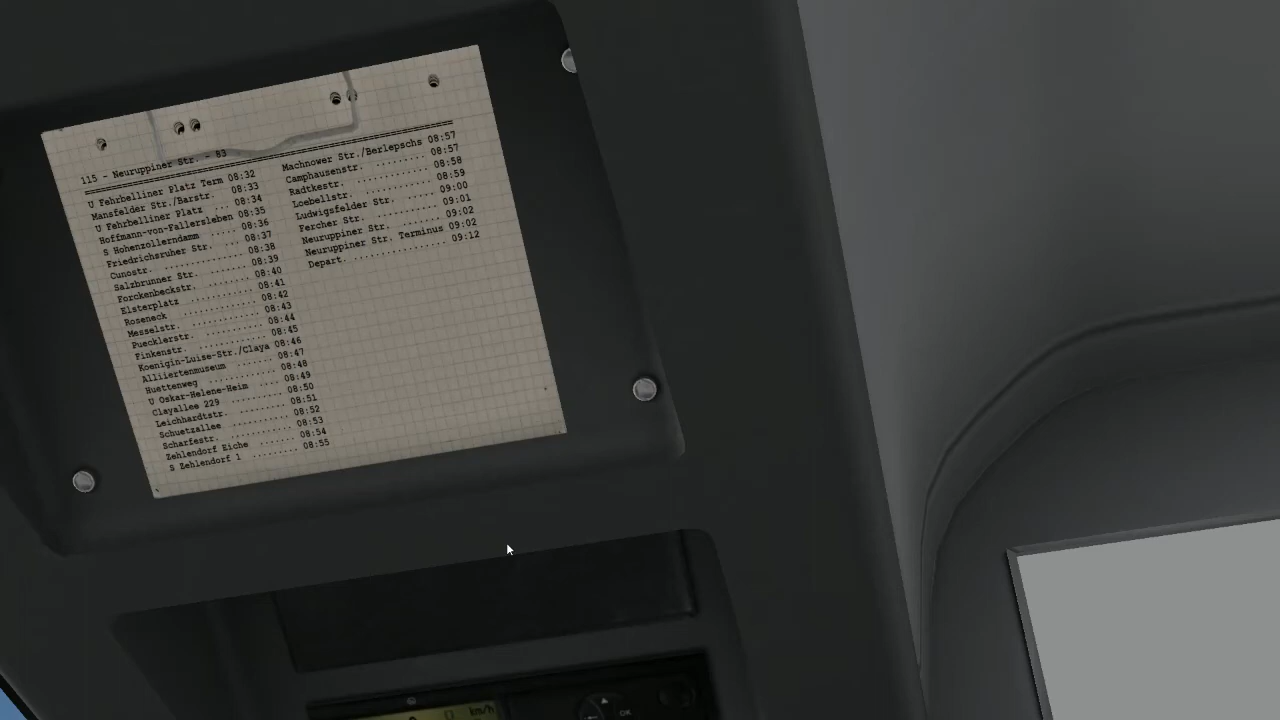 115 - Neuruppiner Str. - 83
U Fehrbelliner Platz Term 08:32
Mansfelder Str./Barstr. 08:33
U Fehrbelliner Platz ... 08:34
Hoffmann-von-Fallersleben 08:35
S Hohenzollerndamm .... 08:36
Friedrichsruher Str. .. 08:37
Cunostr. .............. 08:38
Salzbrunner Str. ...... 08:39
Forckenbeckstr. ....... 08:40
Elsterplatz ........... 08:41
Roseneck .............. 08:42
Messelstr. ............ 08:43
Puecklerstr. .......... 08:44
Finkenstr. ............ 08:45
Koenigin-Luise-Str./Claya 08:46
Alliiertenmuseum ...... 08:47
Huettenweg ............ 08:48
U Oskar-Helene-Heim .... 08:49
Clayallee 229 ......... 08:50
Leichhardtstr. ........ 08:51
Schuetzallee .......... 08:52
Scharfestr. ........... 08:53
Zehlendorf Eiche ....... 08:54
S Zehlendorf 1 ......... 08:55
Machnower Str./Berlepschs 08:57
Camphausenstr. ........ 08:57
Radtkestr. ............ 08:58
Loebellstr. ........... 08:59
Ludwigsfelder Str. .... 09:00
Fercher Str. .......... 09:01
Neuruppiner Str. ...... 09:02
Neuruppiner Str. Terminus 09:02
Depart. ............... 09:12
km/h
OK